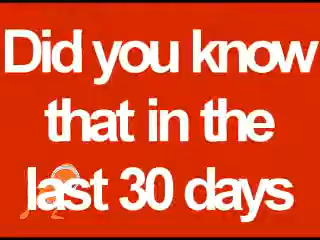 Did you know
that in the
last 30 days